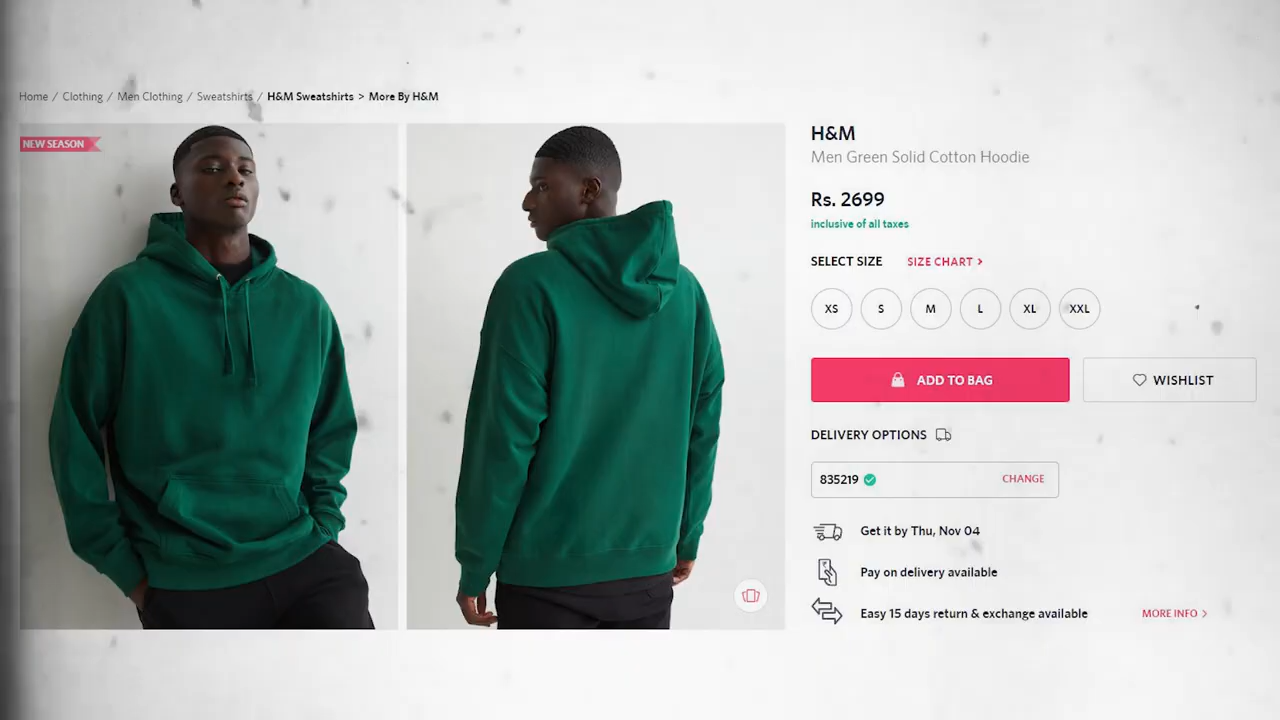 Home / Clothing / Men Clothing / Sweatshirts / H&M Sweatshirts > More By H&M
NEW SEASON
H&M
Men Green Solid Cotton Hoodie
Rs. 2699
inclusive of all taxes
SELECT SIZE SIZE CHART >
XS S M L XL XXL
ADD TO BAG WISHLIST
DELIVERY OPTIONS
835219 CHANGE
Get it by Thu, Nov 04
Pay on delivery available
Easy 15 days return & exchange available MORE INFO >